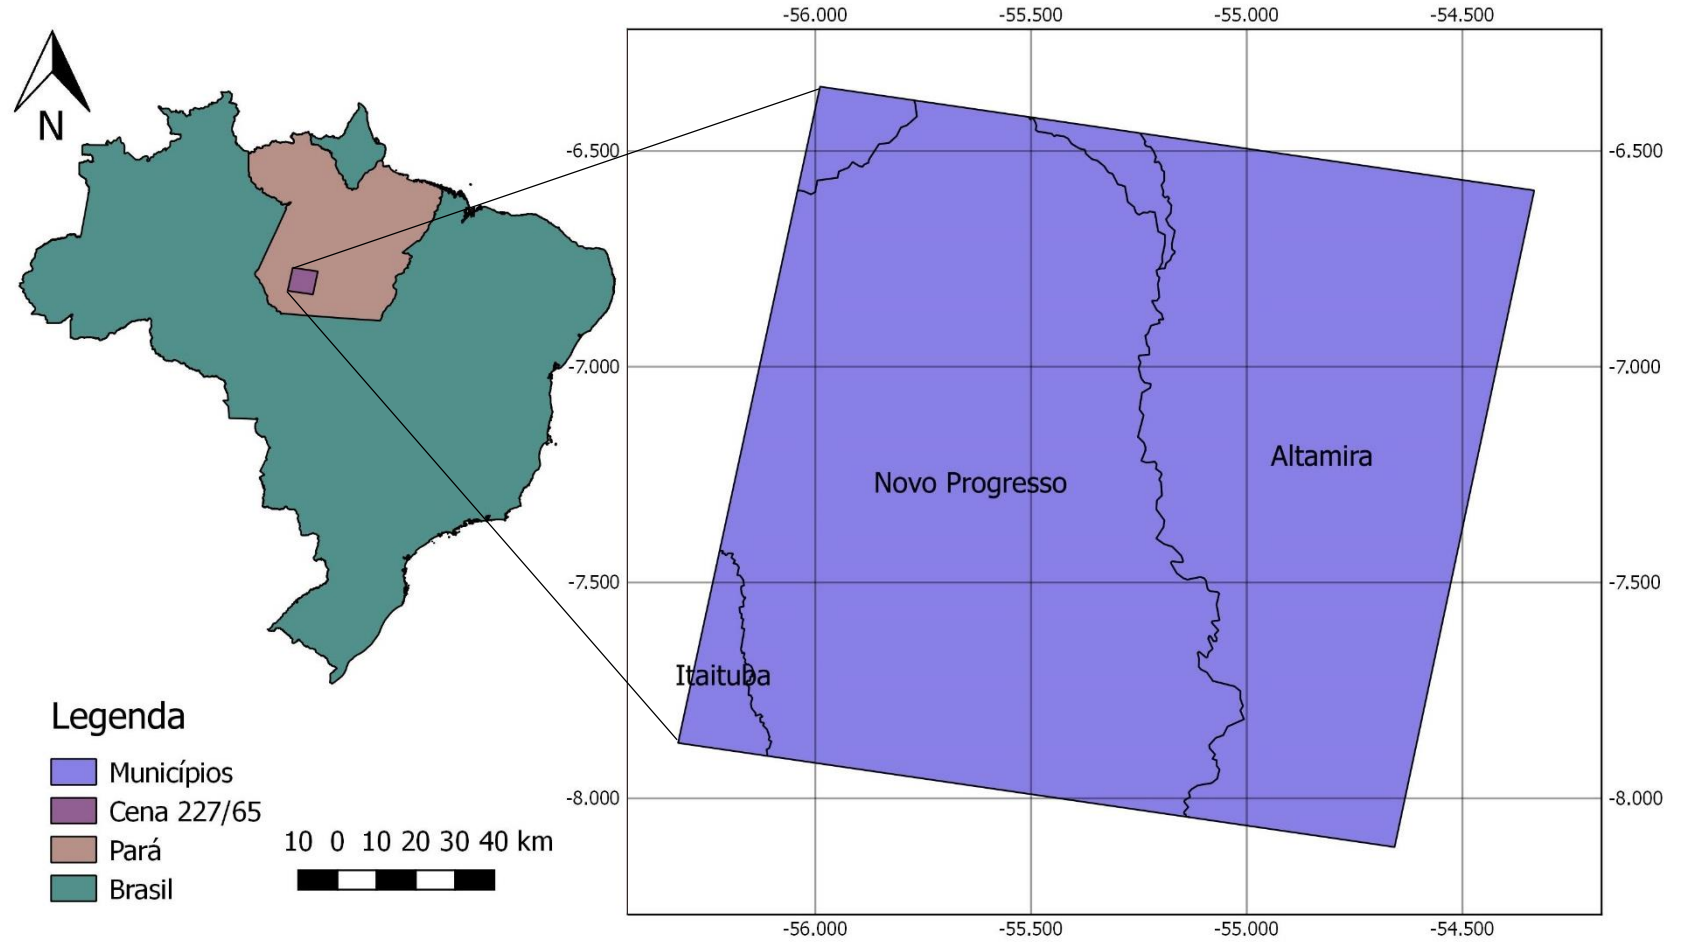 -56.000 -55.500 -55.000 -54.500
N
-6.500 -6.500
-7.000 -7.000
Altamira
Novo Progresso
-7.500 -7.500
Itaituba
Legenda
Municípios
Cena 227/65
Pará
Brasil
10 0 10 20 30 40 km
-8.000 -8.000
-56.000 -55.500 -55.000 -54.500